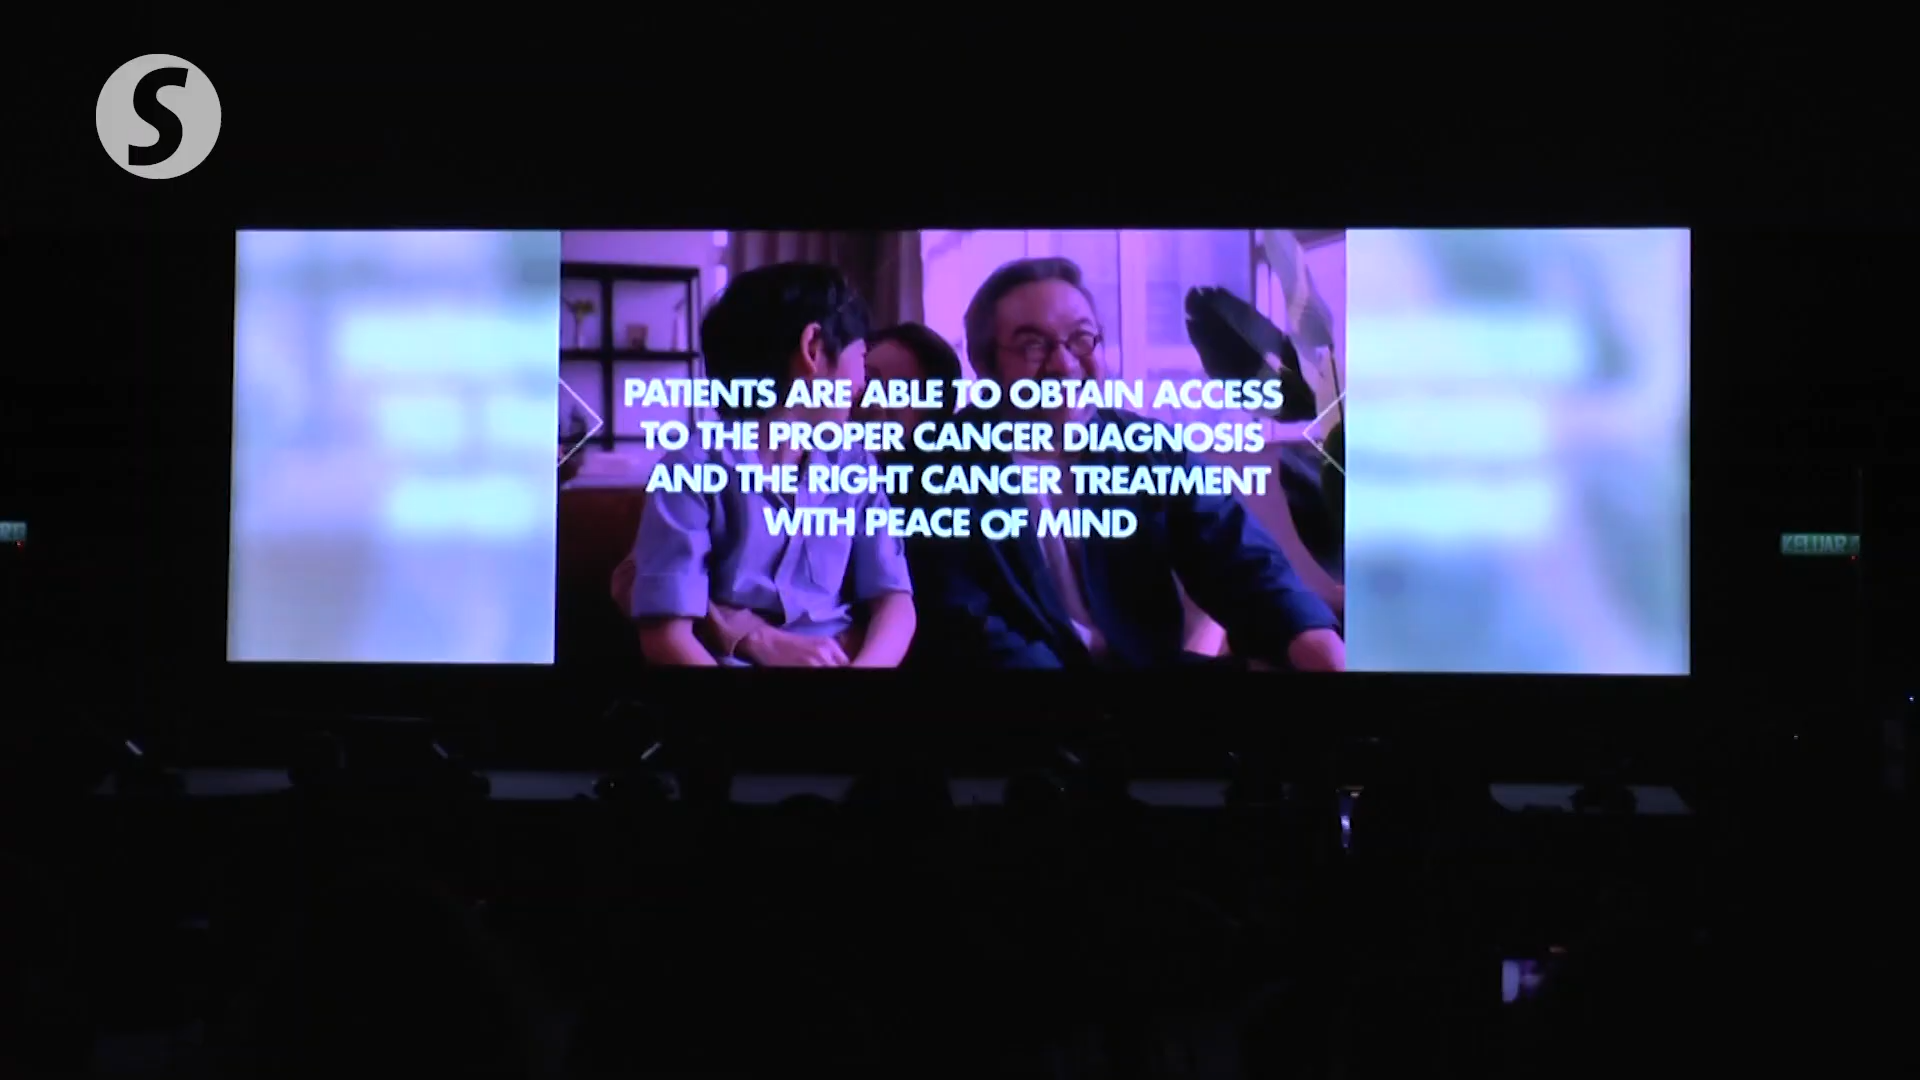 S
PATIENTS ARE ABLE TO OBTAIN ACCESS
TO THE PROPER CANCER DIAGNOSIS
AND THE RIGHT CANCER TREATMENT
WITH PEACE OF MIND
KELUAR